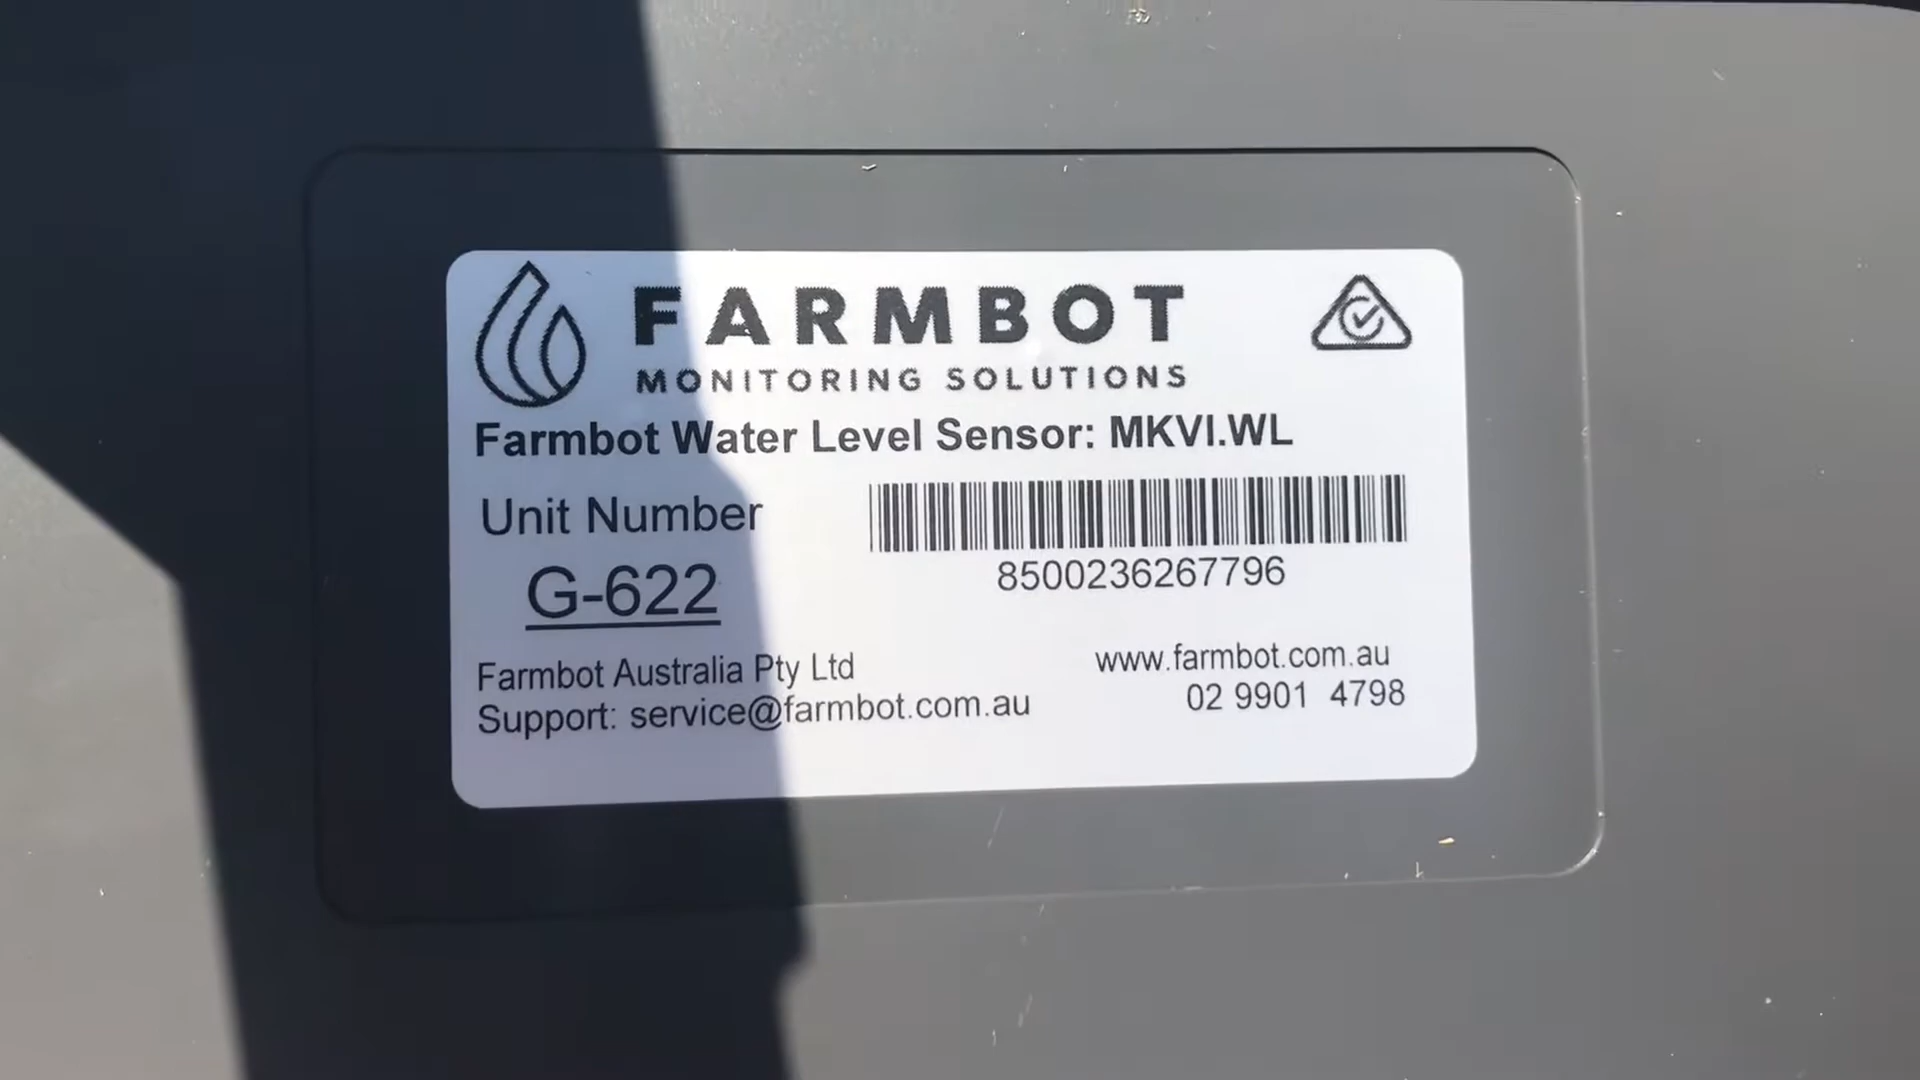 FARMBOT
MONITORING SOLUTIONS
Farmbot Water Level Sensor: MKVI.WL
Unit Number
G-622
8500236267796
Farmbot Australia Pty Ltd
Support: service@farmbot.com.au
www.farmbot.com.au
02 9901 4798